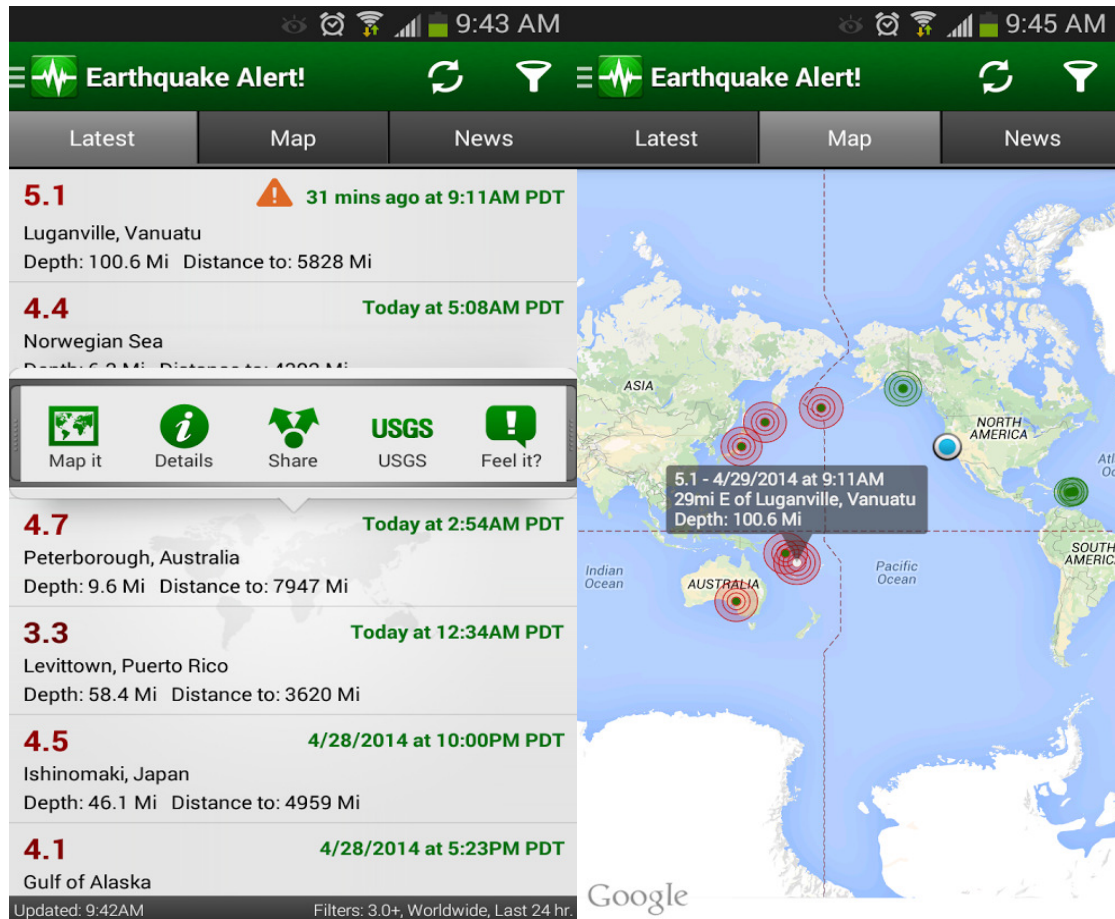 9:43 AM
Earthquake Alert!
Latest Map News
5.1 31 mins ago at 9:11AM PDT
Luganville, Vanuatu
Depth: 100.6 Mi Distance to: 5828 Mi
4.4 Today at 5:08AM PDT
Norwegian Sea
Map it Details Share USGS USGS Feel it?
4.7 Today at 2:54AM PDT
Peterborough, Australia
Depth: 9.6 Mi Distance to: 7947 Mi
3.3 Today at 12:34AM PDT
Levittown, Puerto Rico
Depth: 58.4 Mi Distance to: 3620 Mi
4.5 4/28/2014 at 10:00PM PDT
Ishinomaki, Japan
Depth: 46.1 Mi Distance to: 4959 Mi
4.1 4/28/2014 at 5:23PM PDT
Gulf of Alaska
Updated: 9:42AM Filters: 3.0+, Worldwide, Last 24 hr.
9:45 AM
Earthquake Alert!
Latest Map News
ASIA
NORTH
AMERICA
Atl
Oc
5.1 - 4/29/2014 at 9:11AM
29mi E of Luganville, Vanuatu
Depth: 100.6 Mi
Indian
Ocean
AUSTRALIA
Pacific
Ocean
SOUTH
AMERIC
Google